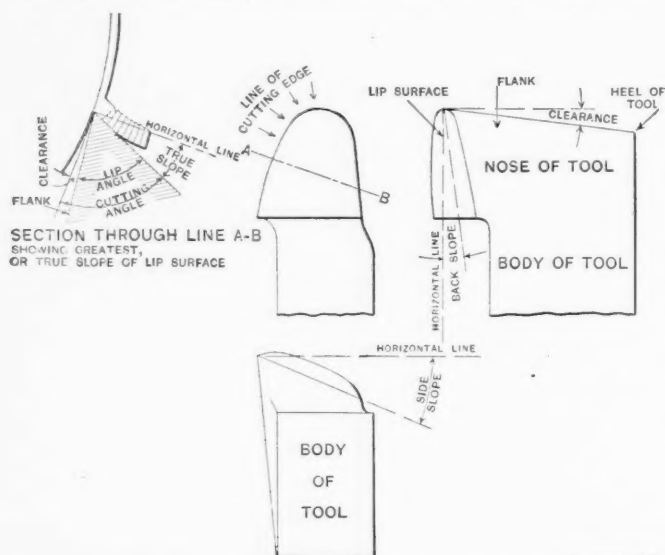 CLEARANCE
FLANK
LIP
ANGLE
CUTTING
ANGLE
HORIZONTAL LINE
TRUE
SLOPE
SECTION THROUGH LINE A-B
SHOWING GREATEST,
OR TRUE SLOPE OF LIP SURFACE
LINE OF
CUTTING EDGE
A
B
LIP SURFACE
FLANK
HEEL OF
TOOL
CLEARANCE
NOSE OF TOOL
BODY OF TOOL
HORIZONTAL LINE
BACK SLOPE
HORIZONTAL LINE
SIDE
SLOPE
BODY
OF
TOOL